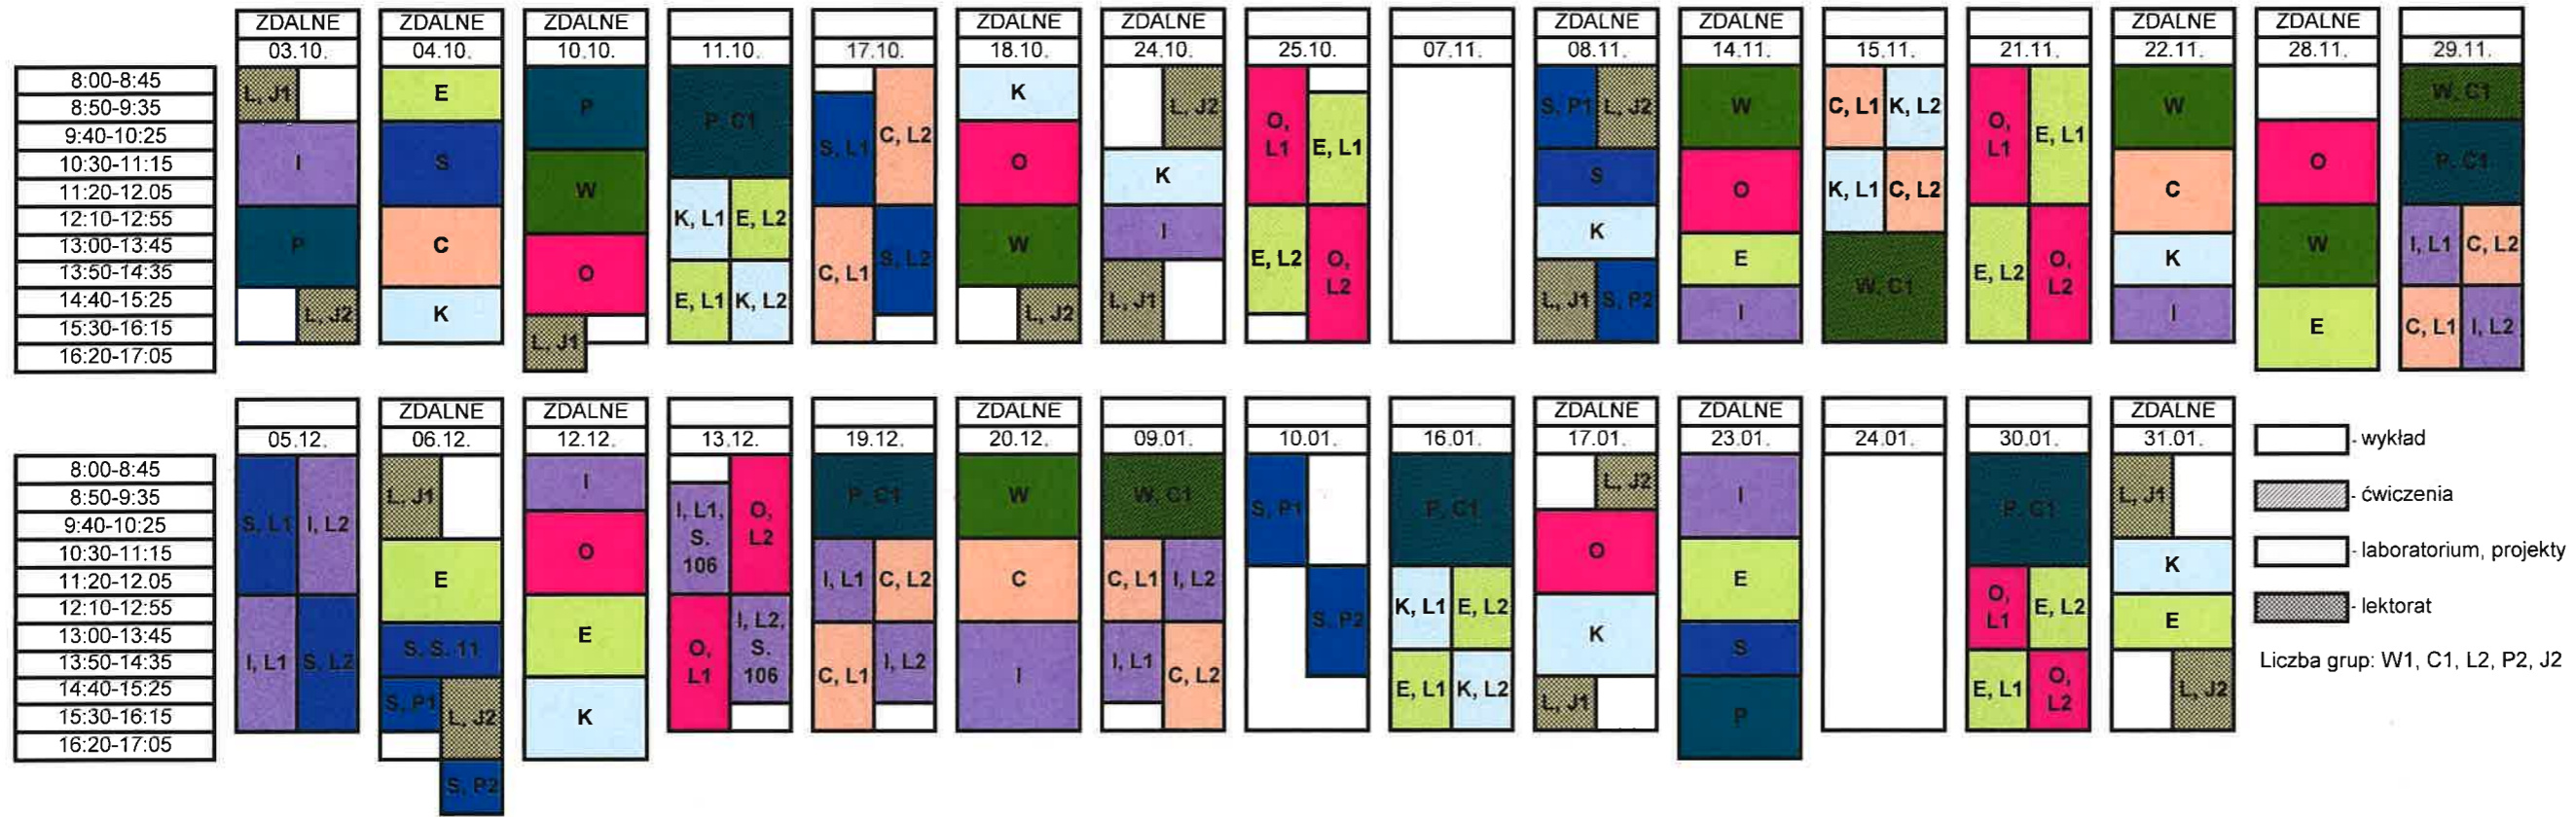 ZDALNE ZDALNE ZDALNE ZDALNE ZDALNE ZDALNE ZDALNE ZDALNE ZDALNE
03.10. 04.10. 10.10. 11.10. 17.10. 18.10. 24.10. 25.10. 07.11. 08.11. 14.11. 15.11. 21.11. 22.11. 28.11. 29.11.
8:00-8:45
8:50-9:35
9:40-10:25
10:30-11:15
11:20-12.05
12:10-12:55
13:00-13:45
13:50-14:35
14:40-15:25
15:30-16:15
16:20-17:05
L, J1
I
P
L, J2
E
S
C
K
P
W
O
L, J1
P, C1
K, L1 E, L2
E, L1 K, L2
S, L1 C, L2
C, L1 S, L2
K
O
W
L, J2
L, J2
K
I
L, J1
O,
L1
E, L1
E, L2
O,
L2
S, P1 L, J2
S
K
L, J1 S, P2
W
O
E
I
C, L1 K, L2
K, L1 C, L2
W, C1
O,
L1
E, L1
E, L2
O,
L2
W
C
K
I
O
W
E
W, C1
P, C1
I, L1 C, L2
C, L1 I, L2
ZDALNE ZDALNE ZDALNE ZDALNE ZDALNE ZDALNE
05.12. 06.12. 12.12. 13.12. 19.12. 20.12. 09.01. 10.01. 16.01. 17.01. 23.01. 24.01. 30.01. 31.01.
8:00-8:45
8:50-9:35
9:40-10:25
10:30-11:15
11:20-12.05
12:10-12:55
13:00-13:45
13:50-14:35
14:40-15:25
15:30-16:15
16:20-17:05
S, L1 I, L2
I, L1 S, L2
L, J1
E
S, S. 11
S, P1
L, J2
S, P2
I
O
E
K
I, L1,
S.
106
O,
L2
O,
L1
I, L2,
S.
106
P, C1
I, L1 C, L2
C, L1 I, L2
W
C
I
W, C1
C, L1 I, L2
I, L1 C, L2
S, P1
S, P2
P, C1
K, L1 E, L2
E, L1 K, L2
L, J2
O
K
L, J1
I
E
S
P
P, C1
O,
L1
E, L2
E, L1
O,
L2
L, J1
K
E
L, J2
- wykład
- ćwiczenia
- laboratorium, projekty
- lektorat
Liczba grup: W1, C1, L2, P2, J2